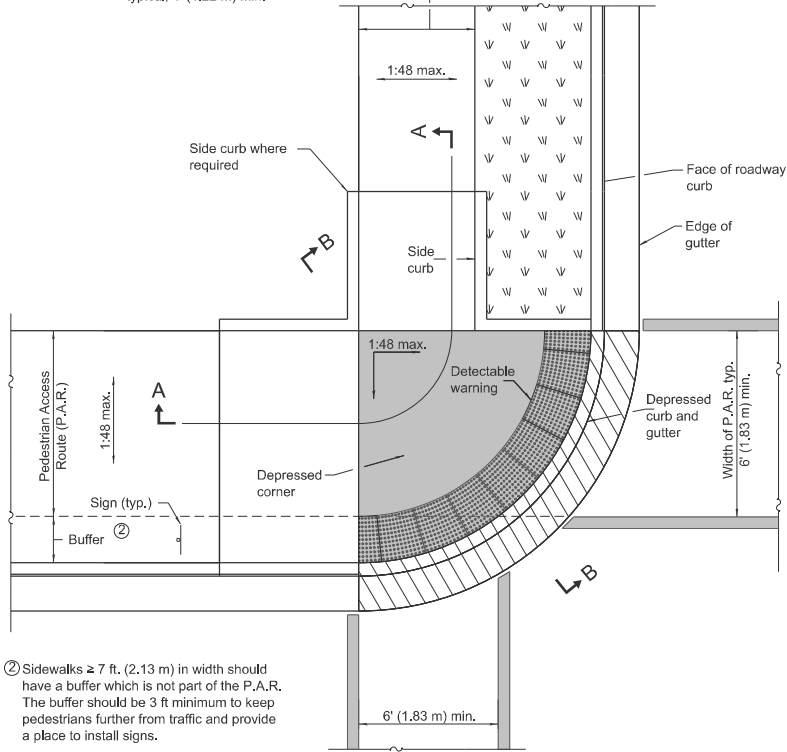 1:48 max.
A
Side curb where
required
Face of roadway
curb
B
Edge of
gutter
Side
curb
1:48 max.
Pedestrian Access
Route (P.A.R.)
1:48 max.
A
Detectable
warning
Depressed
curb and
gutter
Width of P.A.R. typ.
6' (1.83 m) min.
Depressed
corner
Sign (typ.)
Buffer ②
B
② Sidewalks ≥ 7 ft. (2.13 m) in width should
have a buffer which is not part of the P.A.R.
The buffer should be 3 ft minimum to keep
pedestrians further from traffic and provide
a place to install signs.
6' (1.83 m) min.